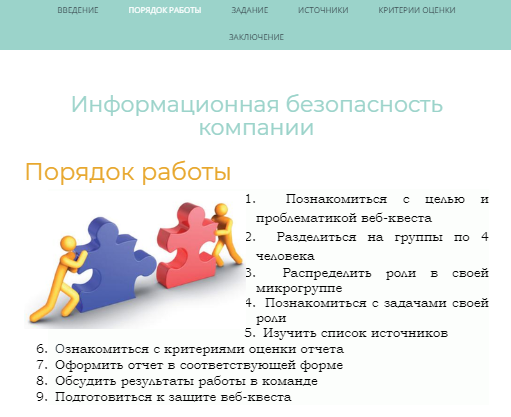 ВВЕДЕНИЕ ПОРЯДОК РАБОТЫ ЗАДАНИЕ ИСТОЧНИКИ КРИТЕРИИ ОЦЕНКИ
ЗАКЛЮЧЕНИЕ
Информационная безопасность
компании
Порядок работы
1. Познакомиться с целью и
проблематикой веб-квеста
2. Разделиться на группы по 4
человека
3. Распределить роли в своей
микрогруппе
4. Познакомиться с задачами своей
роли
5. Изучить список источников
6. Ознакомиться с критериями оценки отчета
7. Оформить отчет в соответствующей форме
8. Обсудить результаты работы в команде
9. Подготовиться к защите веб-квеста